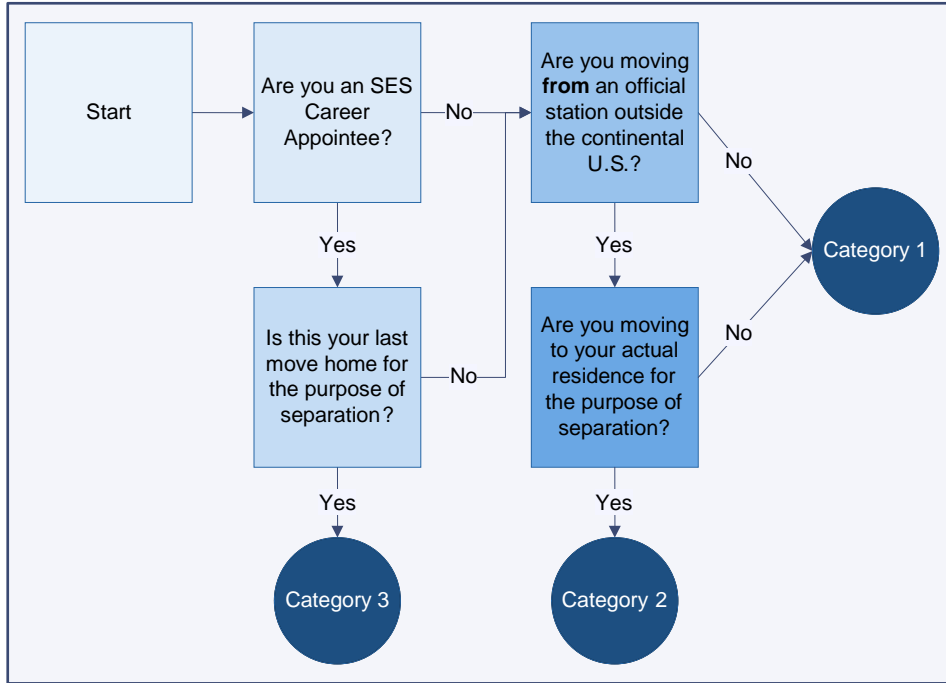 Start
Are you an SES
Career
Appointee?
No
Are you moving
from an official
station outside
the continental
U.S.?
No
Yes
Yes
Category 1
Is this your last
move home for
the purpose of
separation?
No
Are you moving
to your actual
residence for
the purpose of
separation?
No
Yes
Yes
Category 3
Category 2